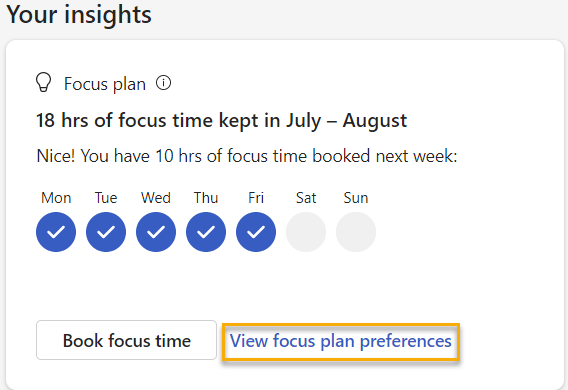 Your insights
Focus plan
18 hrs of focus time kept in July – August
Nice! You have 10 hrs of focus time booked next week:
Mon Tue Wed Thu Fri Sat Sun
Book focus time View focus plan preferences